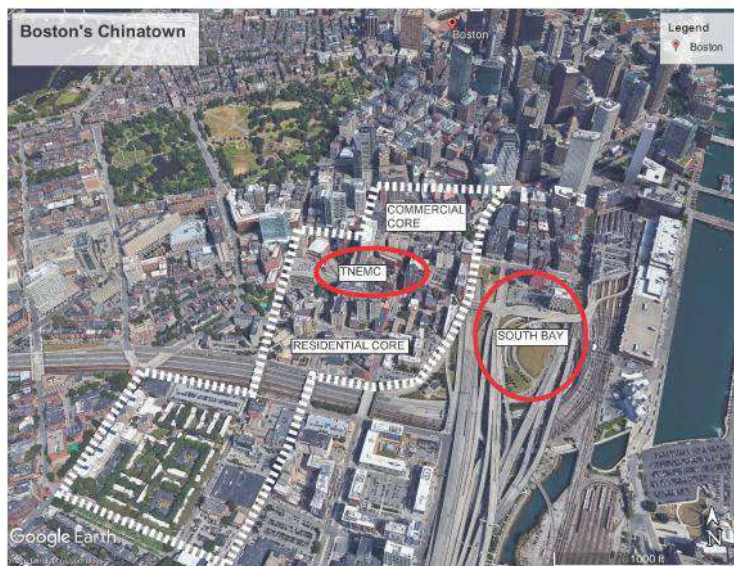 Boston's Chinatown
Boston
Legend
Boston
COMMERCIAL
CORE
TNEMC
SOUTH BAY
RESIDENTIAL CORE
Google Earth
N
1000 ft